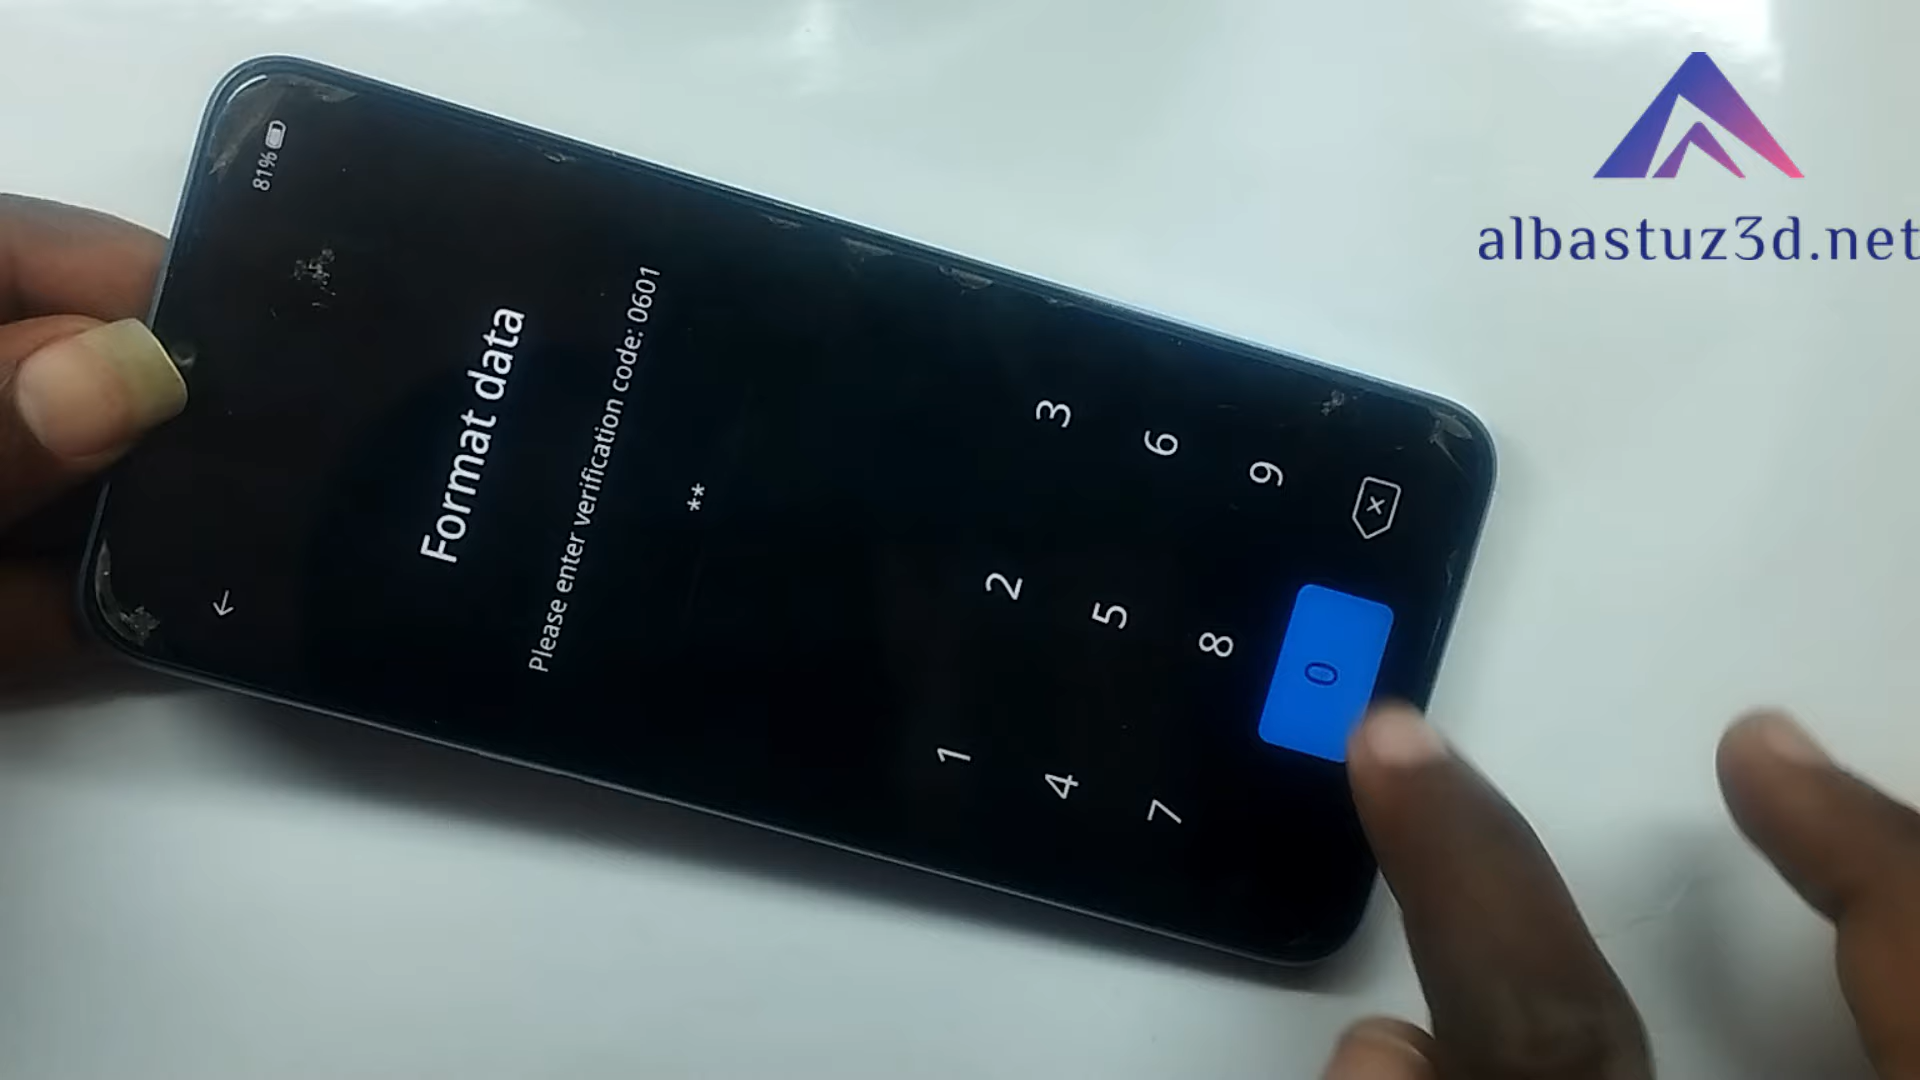 81%
Format data
Please enter verification code: 0601
**
1 2 3
4 5 6
7 8 9
0
albastuz3d.net